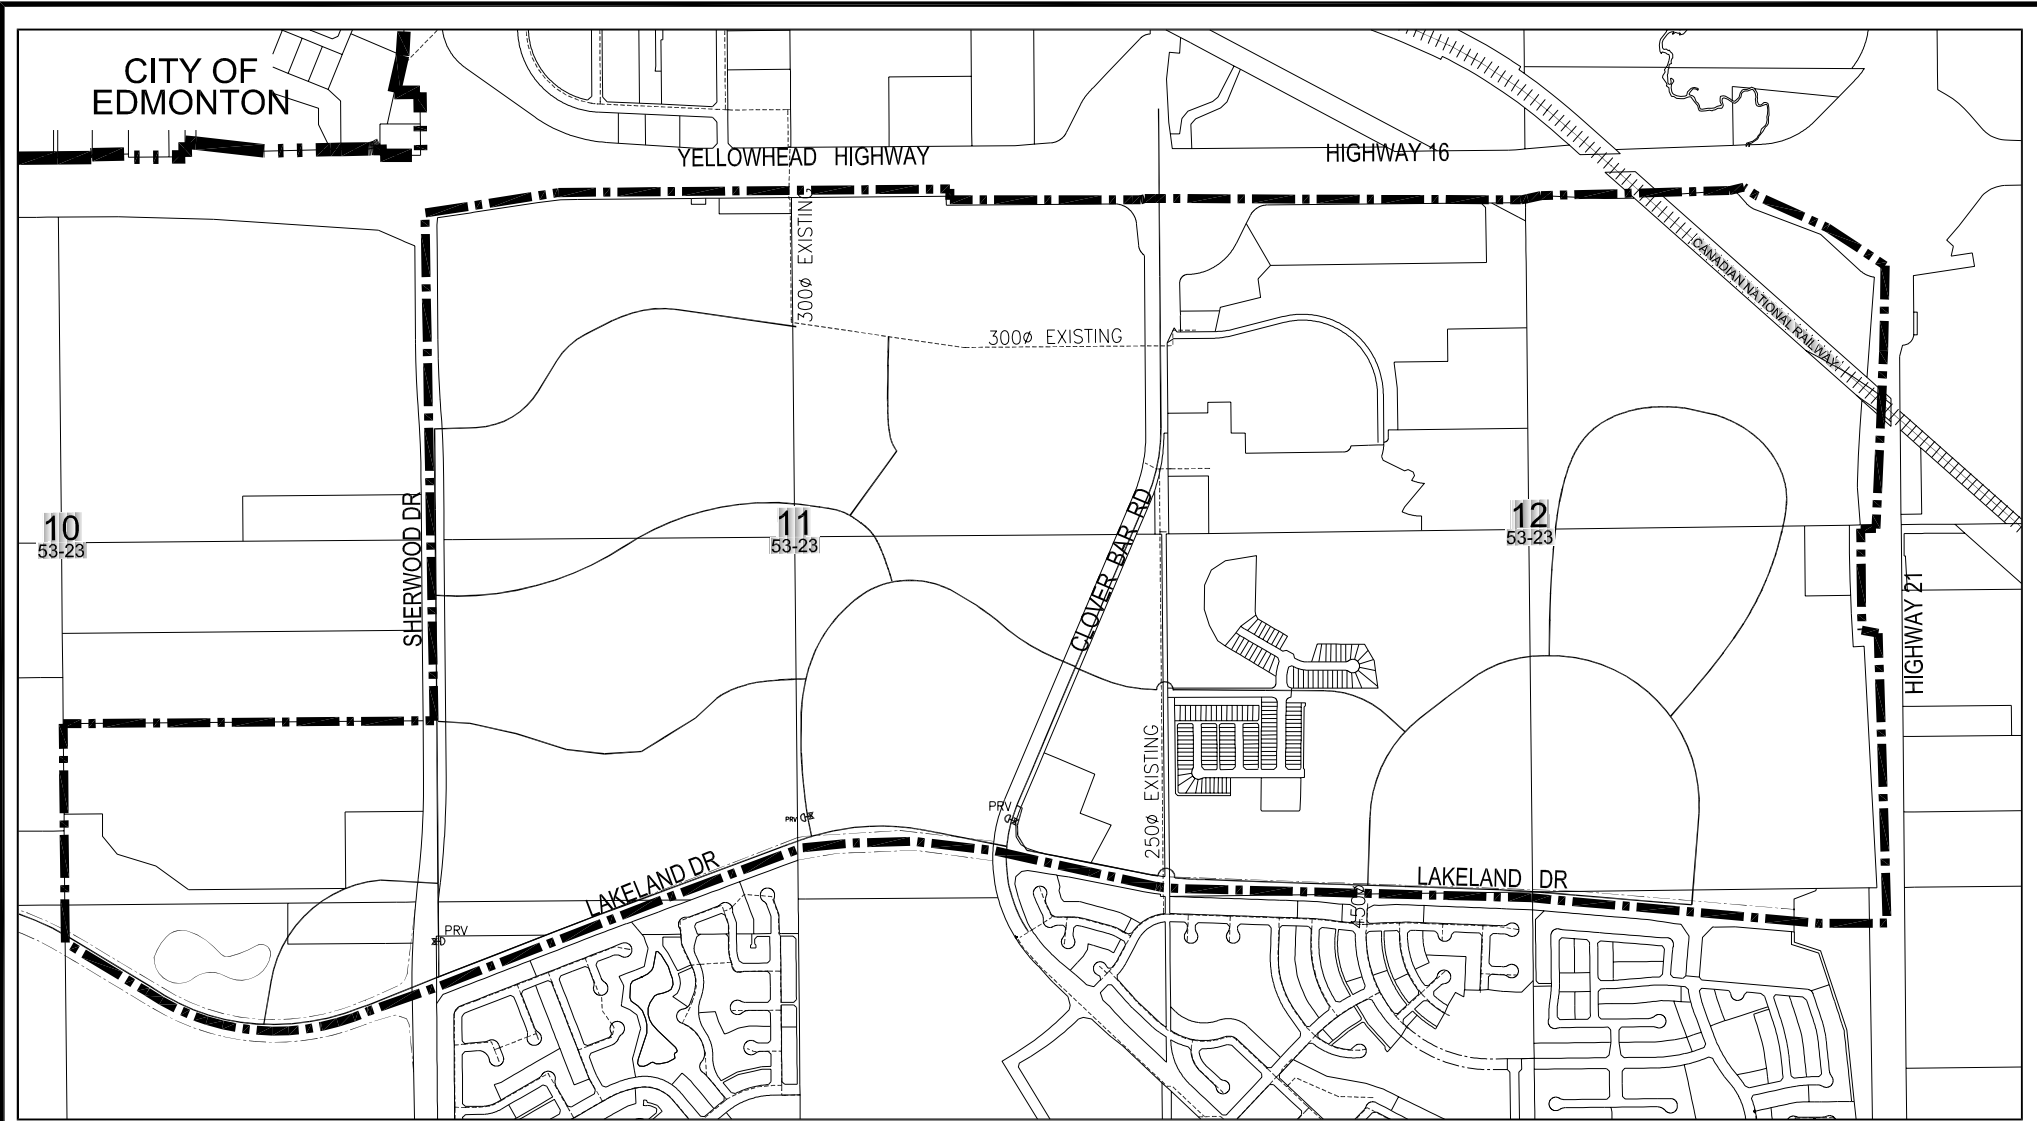 CITY OF
EDMONTON
YELLOWHEAD HIGHWAY
HIGHWAY 16
300ø EXISTING
300ø EXISTING
CANADIAN NATIONAL RAILWAY
10
53-23
SHERWOOD DR
11
53-23
CLOVER BAR RD
12
53-23
HIGHWAY 21
250ø EXISTING
PRV
PRV
LAKELAND DR
LAKELAND DR
450ø
PRV